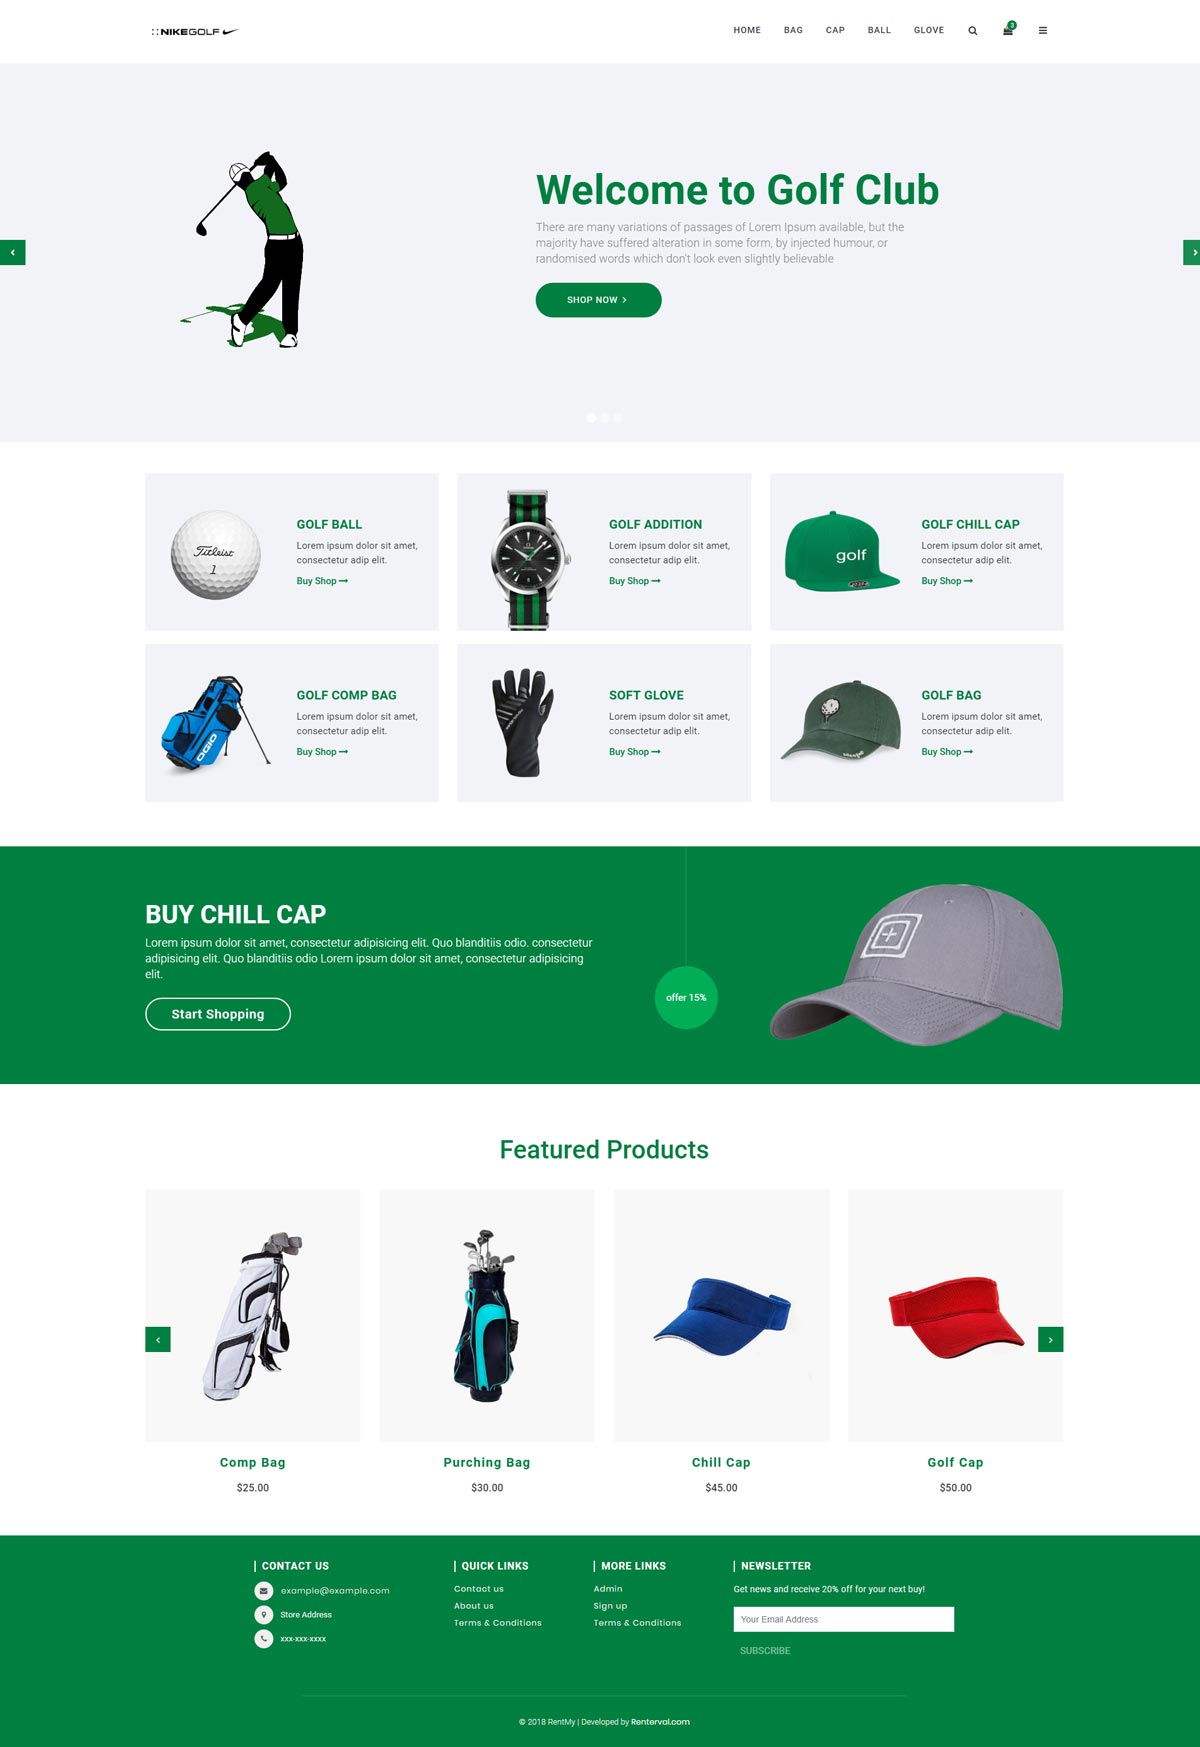 NIKEGOLF
HOME BAG CAP BALL GLOVE
3
Welcome to Golf Club
There are many variations of passages of Lorem Ipsum available, but the
majority have suffered alteration in some form, by injected humour, or
randomised words which don't look even slightly believable
SHOP NOW
Titleist
1
GOLF BALL
Lorem ipsum dolor sit amet,
consectetur adip elit.
Buy Shop
GOLF ADDITION
Lorem ipsum dolor sit amet,
consectetur adip elit.
Buy Shop
golf
GOLF CHILL CAP
Lorem ipsum dolor sit amet,
consectetur adip elit.
Buy Shop
OGIO
GOLF COMP BAG
Lorem ipsum dolor sit amet,
consectetur adip elit.
Buy Shop
SOFT GLOVE
Lorem ipsum dolor sit amet,
consectetur adip elit.
Buy Shop
GOLF BAG
Lorem ipsum dolor sit amet,
consectetur adip elit.
Buy Shop
BUY CHILL CAP
Lorem ipsum dolor sit amet, consectetur adipisicing elit. Quo blanditiis odio. consectetur
adipisicing elit. Quo blanditiis odio Lorem ipsum dolor sit amet, consectetur adipisicing
elit.
Start Shopping
offer 15%
Featured Products
Comp Bag
$25.00
Purching Bag
$30.00
Chill Cap
$45.00
Golf Cap
$50.00
CONTACT US
example@example.com
Store Address
xxx-xxx-xxxx
QUICK LINKS
Contact us
About us
Terms & Conditions
MORE LINKS
Admin
Sign up
Terms & Conditions
NEWSLETTER
Get news and receive 20% off for your next buy!
Your Email Address
SUBSCRIBE
© 2018 RentMy | Developed by Renterval.com